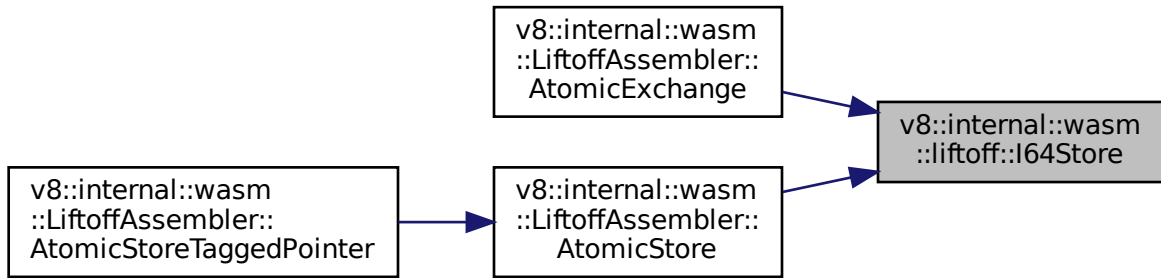 v8::internal::wasm
::LiftoffAssembler::
AtomicExchange
v8::internal::wasm
::liftoff::I64Store
v8::internal::wasm
::LiftoffAssembler::
AtomicStoreTaggedPointer
v8::internal::wasm
::LiftoffAssembler::
AtomicStore